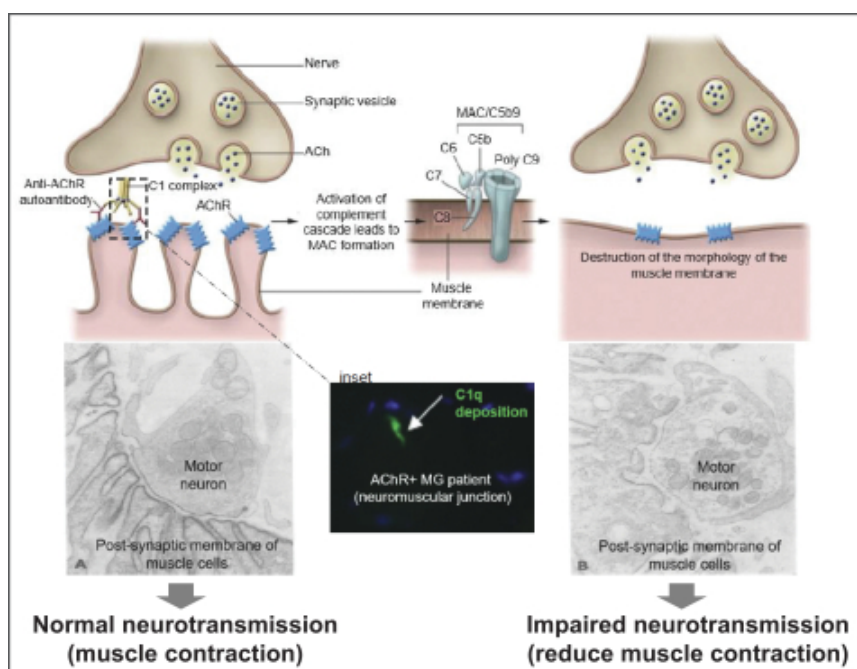 Nerve
Synaptic vesicle
ACh
Anti-AChR
autoantibody
C1 complex
AChR
Activation of
complement
cascade leads to
MAC formation
Muscle
membrane
MAC/C5b9
C6
C5b
Poly C9
C7
C8
Destruction of the morphology of the
muscle membrane
inset
C1q
deposition
AChR+ MG patient
(neuromuscular junction)
Motor
neuron
Post-synaptic membrane of
muscle cells
A
Motor
neuron
Post-synaptic membrane of
muscle cells
B
Normal neurotransmission
(muscle contraction)
Impaired neurotransmission
(reduce muscle contraction)